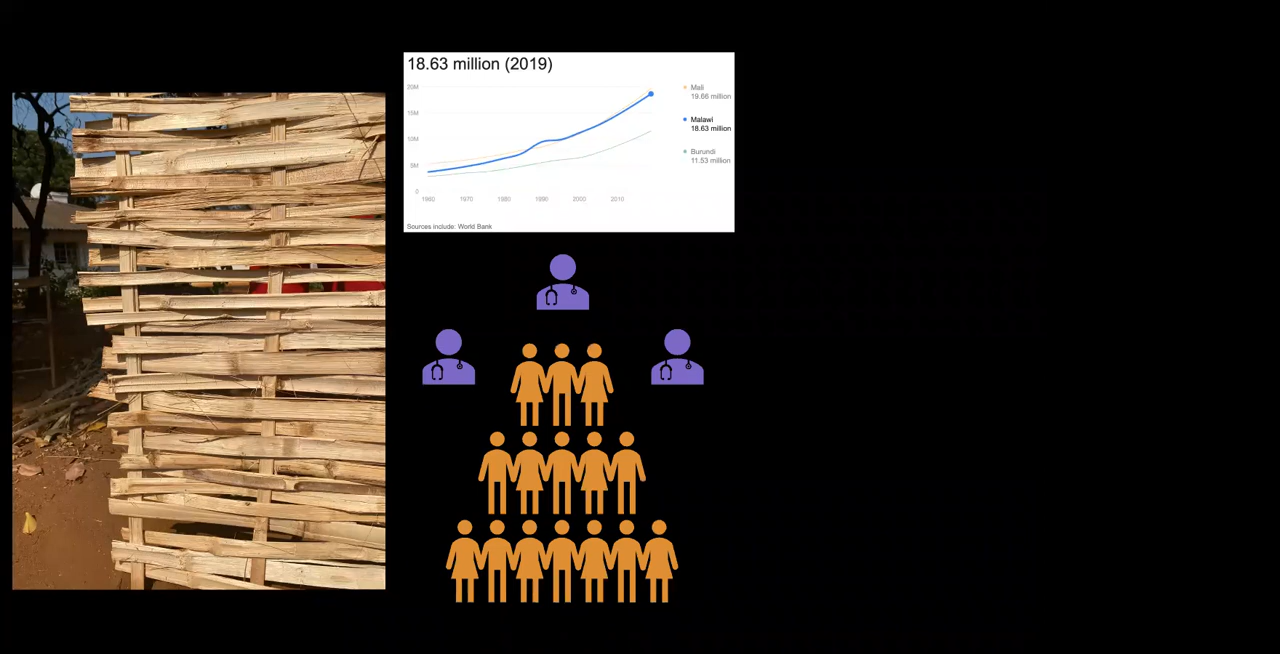 18.63 million (2019)
20M
15M
10M
5M
0
1960 1970 1980 1990 2000 2010
Mali
19.66 million
Malawi
18.63 million
Burundi
11.53 million
Sources include: World Bank